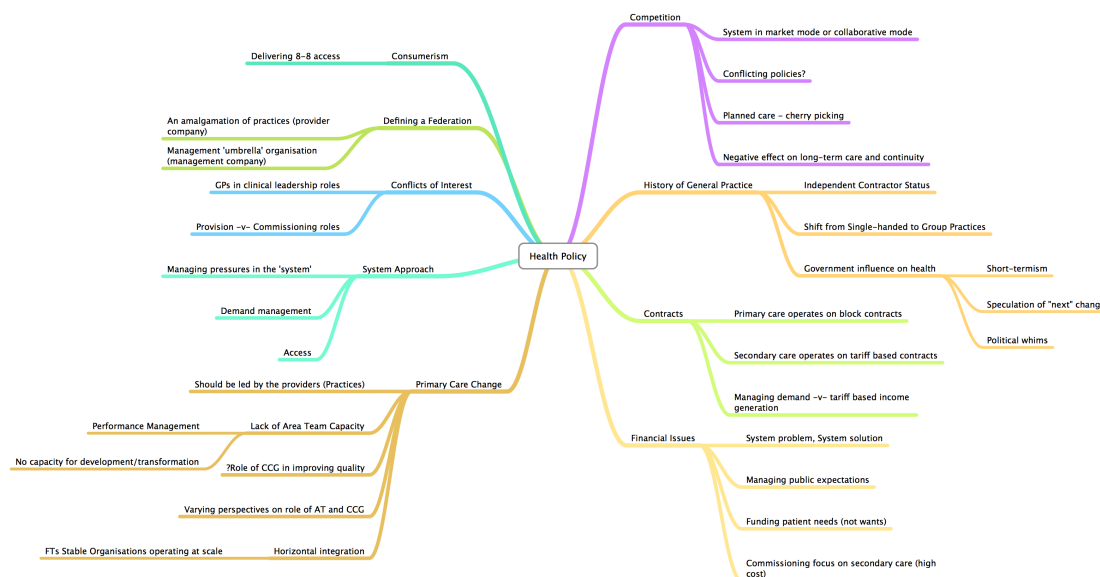 Health Policy
Competition
System in market mode or collaborative mode
Conflicting policies?
Planned care - cherry picking
Negative effect on long-term care and continuity
History of General Practice
Independent Contractor Status
Shift from Single-handed to Group Practices
Government influence on health
Short-termism
Speculation of "next" chang
Political whims
Contracts
Primary care operates on block contracts
Secondary care operates on tariff based contracts
Managing demand -v- tariff based income
generation
Financial Issues
System problem, System solution
Managing public expectations
Funding patient needs (not wants)
Commissioning focus on secondary care (high
cost)
Consumerism
Delivering 8-8 access
Defining a Federation
An amalgamation of practices (provider
company)
Management 'umbrella' organisation
(management company)
Conflicts of Interest
GPs in clinical leadership roles
Provision -v- Commissioning roles
System Approach
Managing pressures in the 'system'
Demand management
Access
Primary Care Change
Should be led by the providers (Practices)
Lack of Area Team Capacity
Performance Management
No capacity for development/transformation
?Role of CCG in improving quality
Varying perspectives on role of AT and CCG
Horizontal integration
FTs Stable Organisations operating at scale